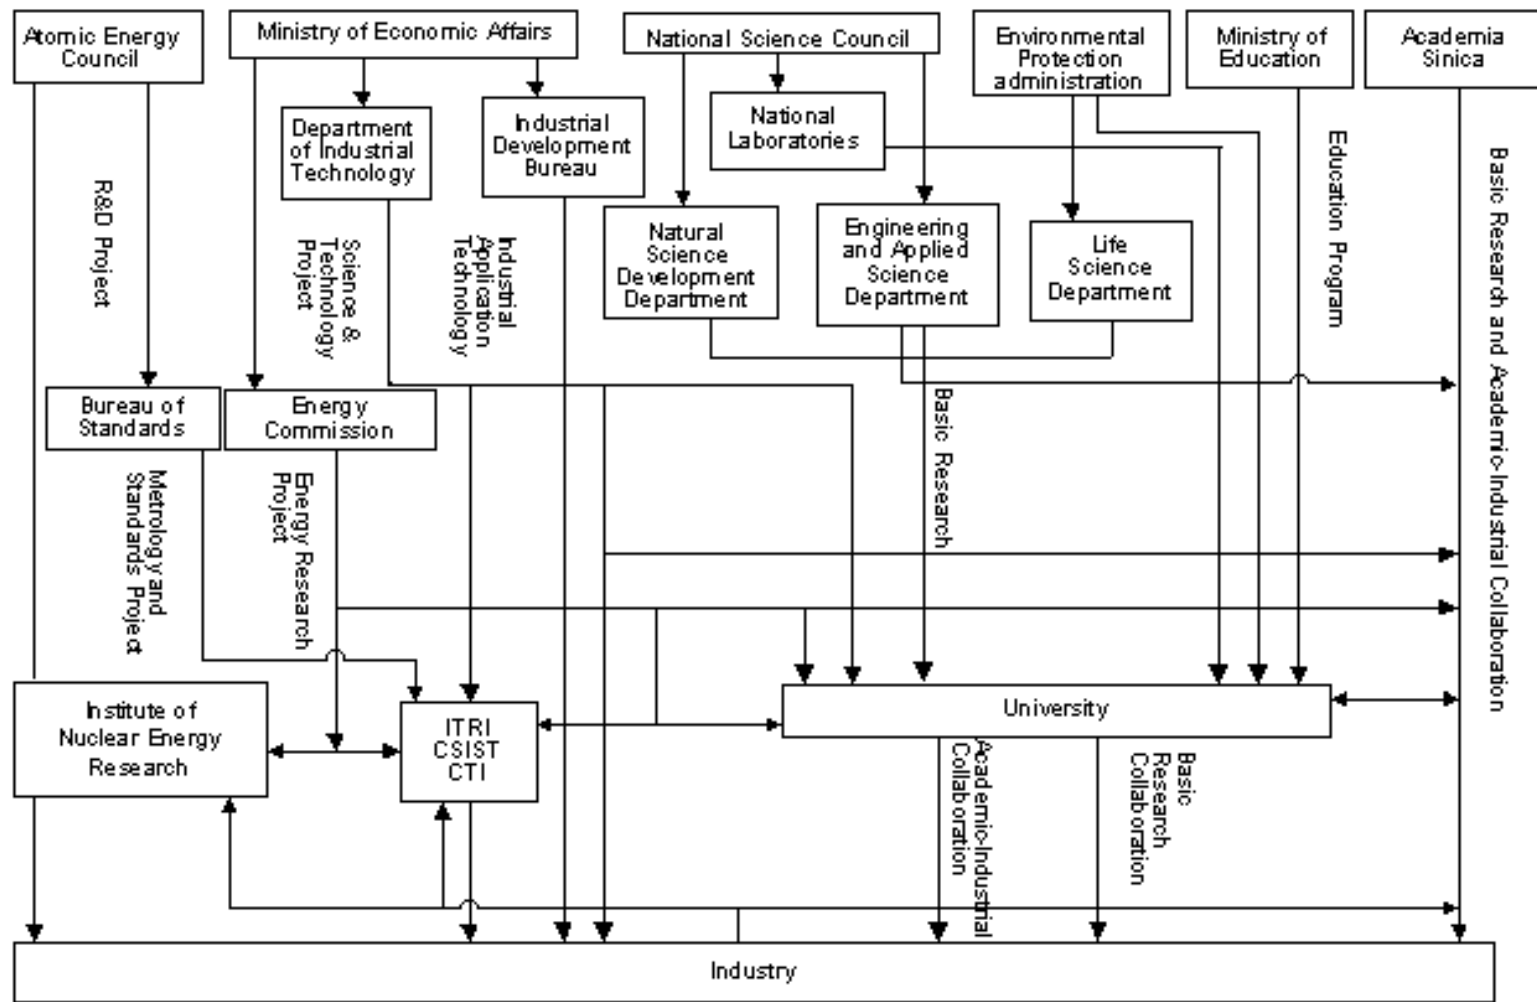 Atomic Energy
Council
Ministry of Economic Affairs
National Science Council
Environmental
Protection
administration
Ministry of
Education
Academia
Sinica
Department
of Industrial
Technology
Industrial
Development
Bureau
National
Laboratories
Natural
Science
Development
Department
Engineering
and Applied
Science
Department
Life
Science
Department
R&D Project
Science &
Technology
Project
Industrial
Application
Technology
Education Program
Basic Research and Academic-Industrial Collaboration
Bureau of
Standards
Energy
Commission
Basic Research
Metrology and
Standards Project
Energy Research
Project
Institute of
Nuclear Energy
Research
ITRI
CSIST
CTI
University
Academic-Industrial
Collaboration
Basic
Research
Collaboration
Industry